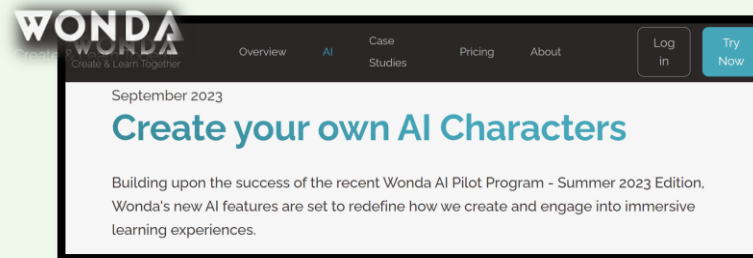 WONDA
WONDA
Create & Learn Together
Overview
AI
Case
Studies
Pricing
About
Log
in
Try
Now
September 2023
Create your own AI Characters
Building upon the success of the recent Wonda AI Pilot Program - Summer 2023 Edition,
Wonda's new AI features are set to redefine how we create and engage into immersive
learning experiences.